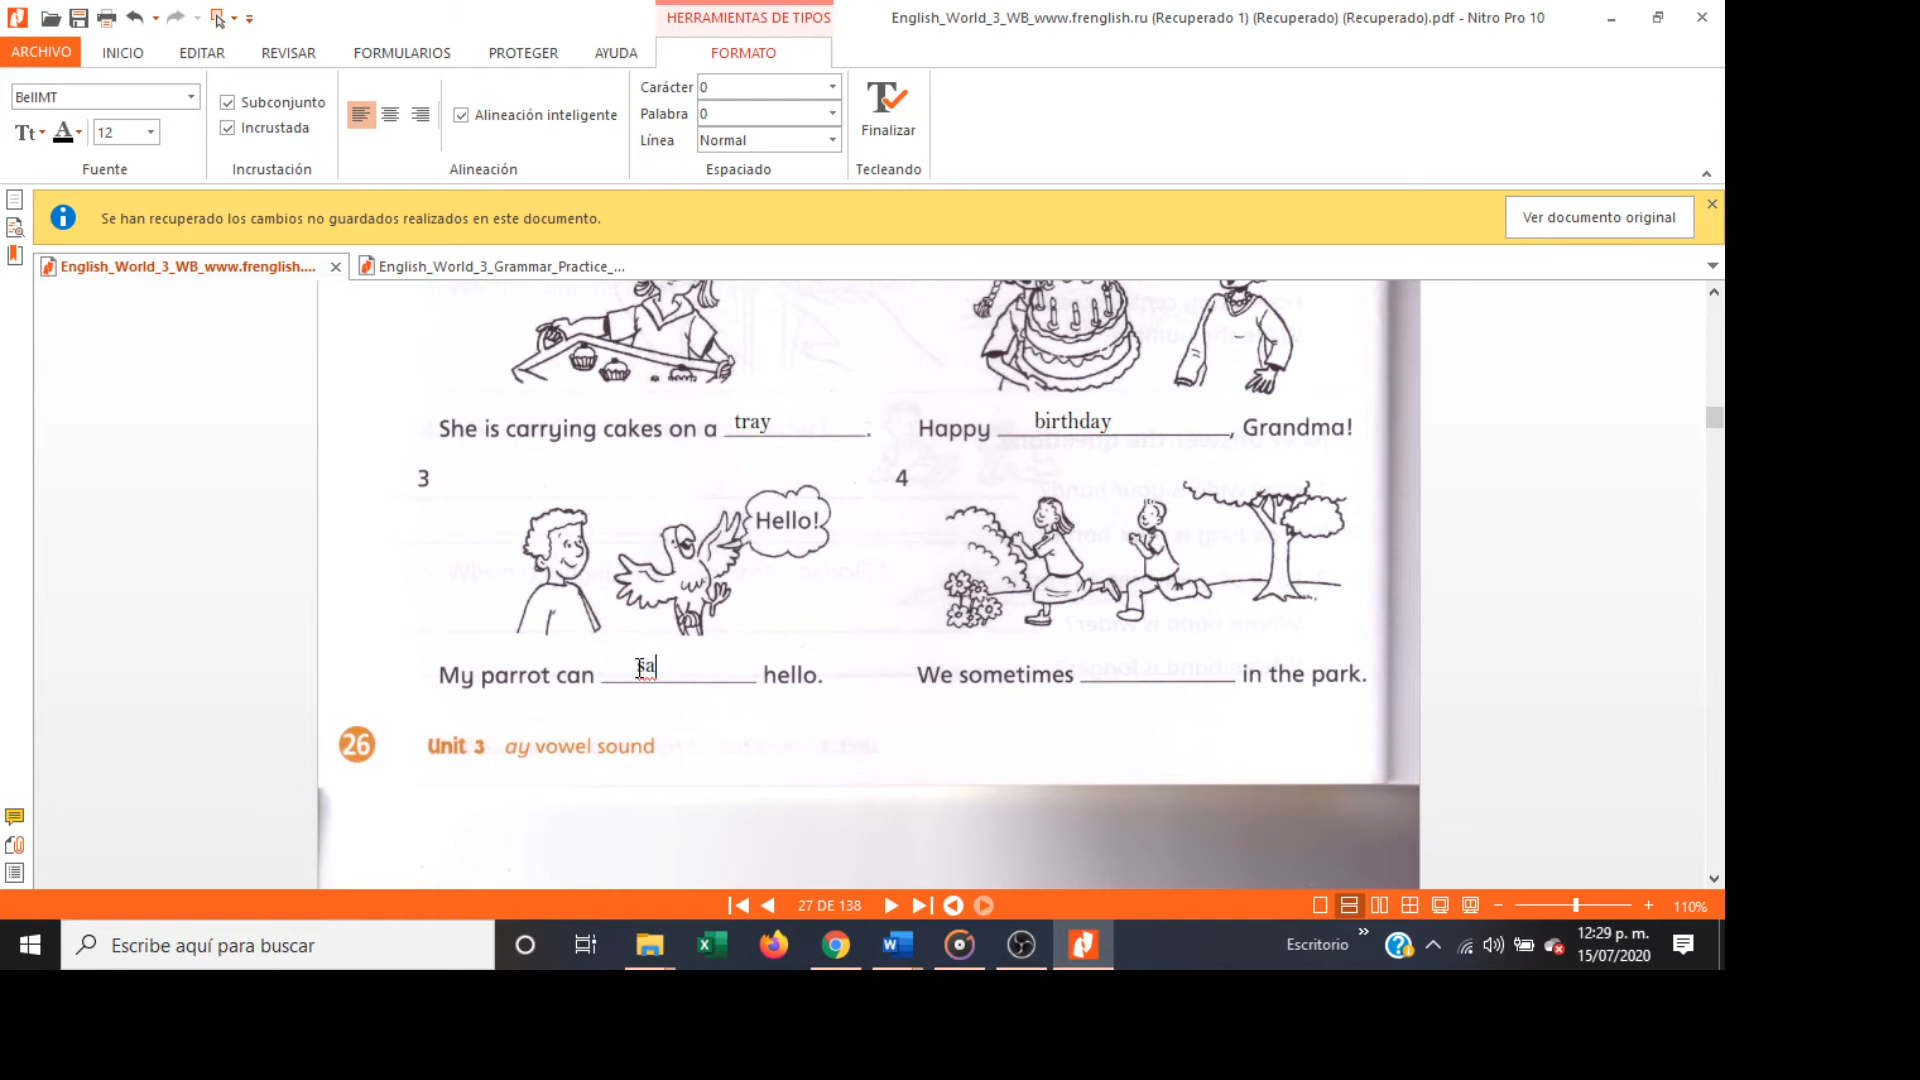 HERRAMIENTAS DE TIPOS
English_World_3_WB_www.frenglish.ru (Recuperado 1) (Recuperado) (Recuperado).pdf - Nitro Pro 10
ARCHIVO INICIO EDITAR REVISAR FORMULARIOS PROTEGER AYUDA FORMATO
BellMT
Subconjunto
Alineación inteligente
Carácter 0
Tt A 12
Incrustada
Palabra 0
Línea Normal
Finalizar
Fuente Incrustación Alineación Espaciado Tecleando
Se han recuperado los cambios no guardados realizados en este documento.
Ver documento original
English_World_3_WB_www.frenglish....
English_World_3_Grammar_Practice_...
She is carrying cakes on a tray.
Happy birthday, Grandma!
3
4
Hello!
My parrot can sa hello.
We sometimes in the park.
26 Unit 3 ay vowel sound
27 DE 138
110%
Escribe aquí para buscar
Escritorio
12:29 p. m.
15/07/2020